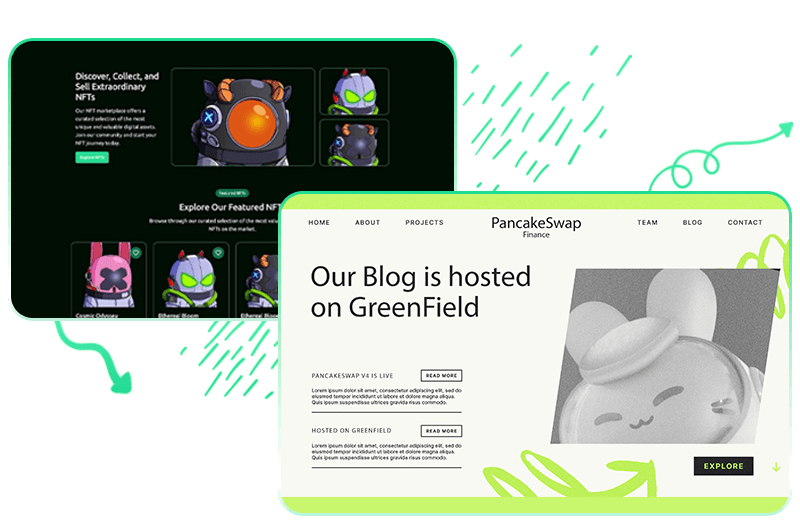 Discover, Collect, and
Sell Extraordinary
NFTs
Our NFT marketplace offers a
curated selection of the most
unique and valuable digital assets.
Join our community and start your
NFT journey today.
Explore NFTs
Featured NFTs
Explore Our Featured NFT
Browse through our curated selection of the most valu
NFTs on the market.
Cosmic Odyssey
Ethereal Bloom
Ethereal Bloom
HOME
ABOUT
PROJECTS
PancakeSwap
Finance
TEAM
BLOG
CONTACT
Our Blog is hosted
on GreenField
PANCAKESWAP V4 IS LIVE
READ MORE
Lorem ipsum dolor sit amet, consectetur adipiscing elit, sed do
eiusmod tempor incididunt ut labore et dolore magna aliqua.
Quis ipsum suspendisse ultrices gravida risus commodo.
HOSTED ON GREENFIELD
READ MORE
Lorem ipsum dolor sit amet, consectetur adipiscing elit, sed do
eiusmod tempor incididunt ut labore et dolore magna aliqua.
Quis ipsum suspendisse ultrices gravida risus commodo.
EXPLORE